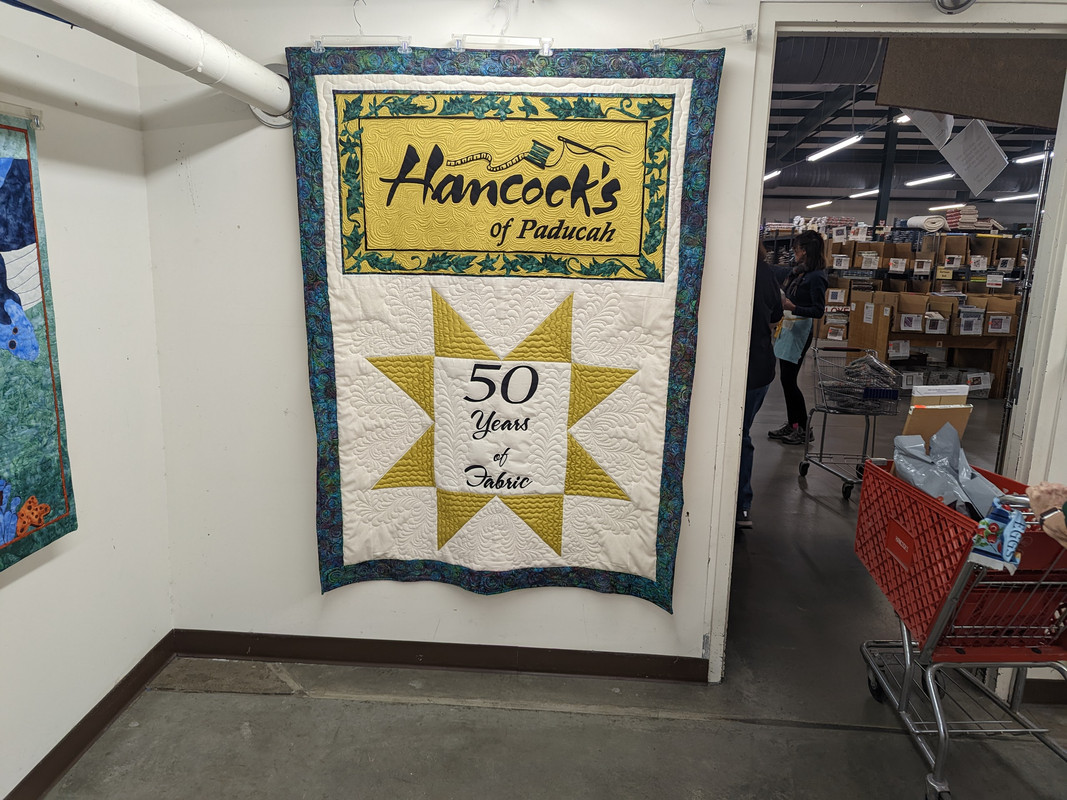 Hancock's
of Paducah
50
Years
of
Fabric